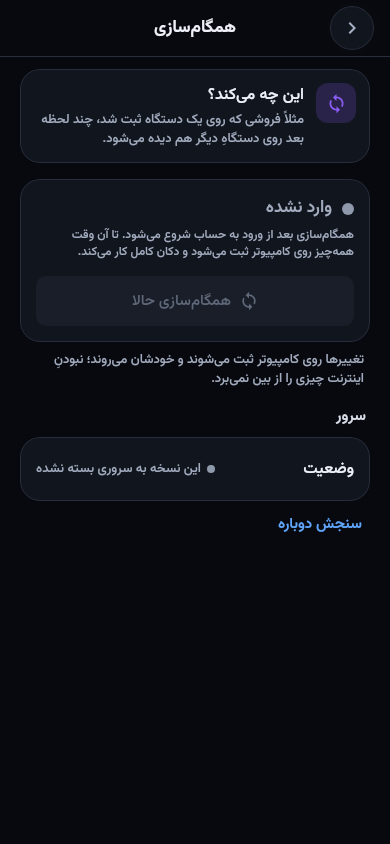 همگام‌سازی
این چه می‌کند؟
مثلاً فروشی که روی یک دستگاه ثبت شد، چند لحظه
بعد روی دستگاهِ دیگر هم دیده می‌شود.
وارد نشده
همگام‌سازی بعد از ورود به حساب شروع می‌شود. تا آن وقت
همه‌چیز روی کامپیوتر ثبت می‌شود و دکان کامل کار می‌کند.
همگام‌سازی حالا
تغییرها روی کامپیوتر ثبت می‌شوند و خودشان می‌روند؛ نبودنِ
اینترنت چیزی را از بین نمی‌برد.
سرور
وضعیت
این نسخه به سروری بسته نشده
سنجش دوباره